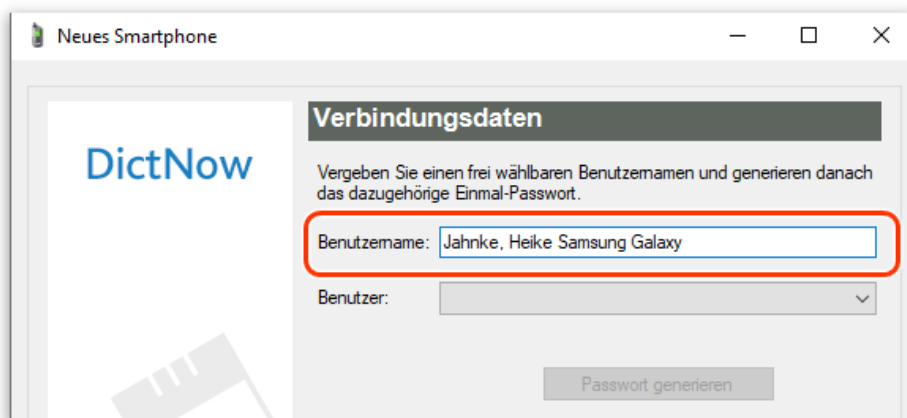 Neues Smartphone
DictNow
Verbindungsdaten
Vergeben Sie einen frei wählbaren Benutzernamen und generieren danach
das dazugehörige Einmal-Passwort.
Benutzername: Jahnke, Heike Samsung Galaxy
Benutzer:
Passwort generieren